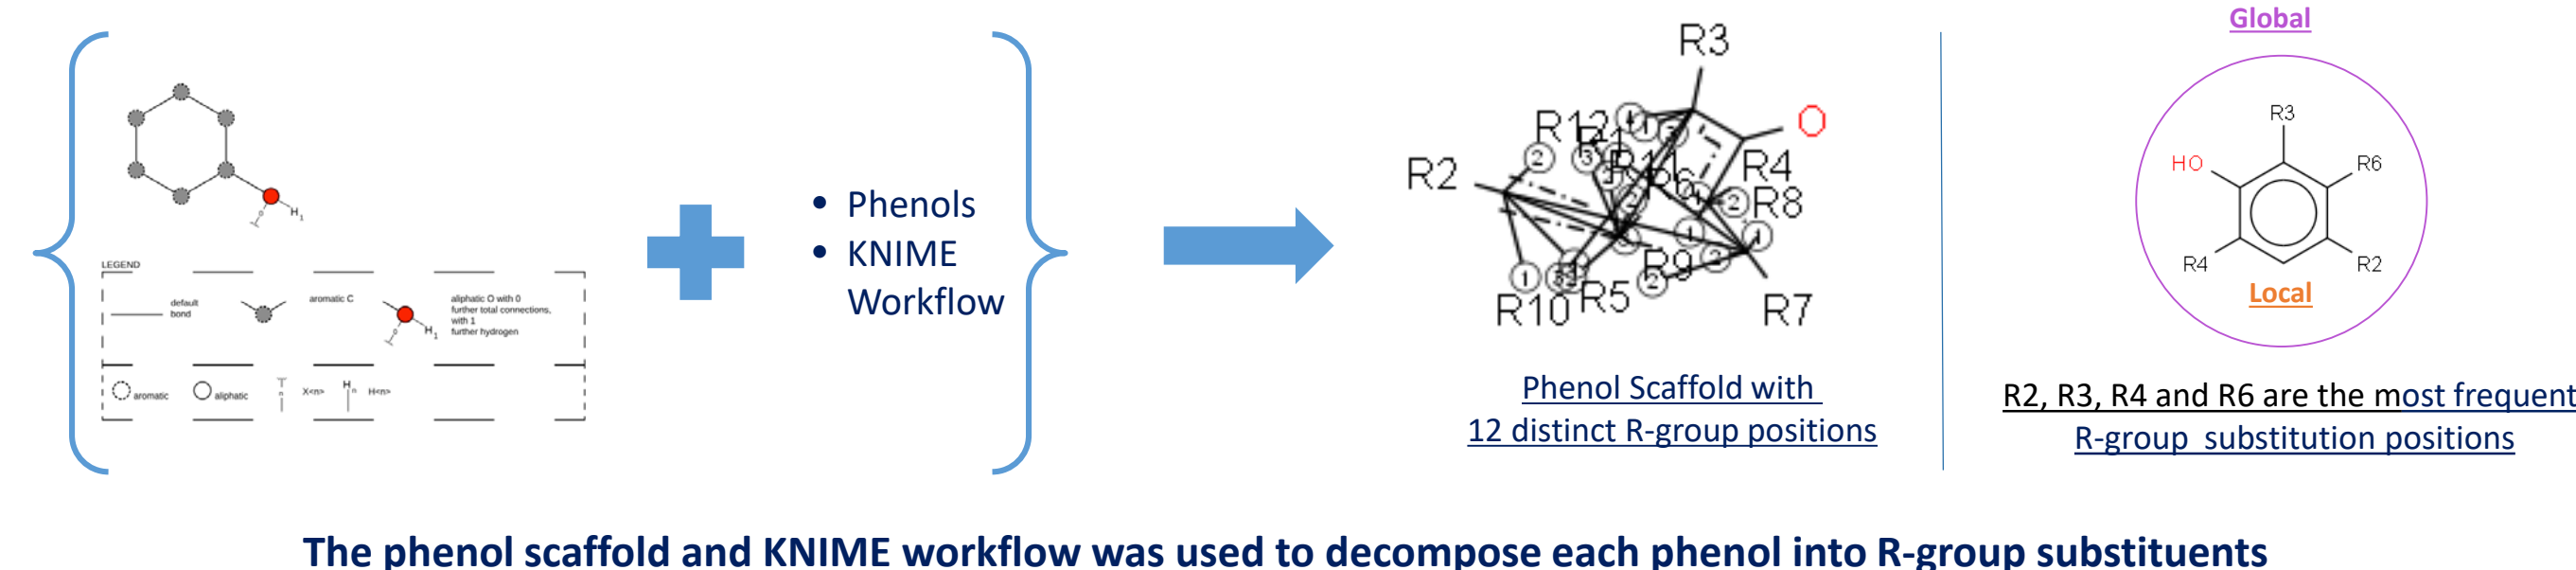 LEGEND
default
bond
aromatic C
H1
aliphatic O with 0
further total connections,
with 1
further hydrogen
aromatic
aliphatic
n
X<n>
H
n
H<n>
• Phenols
• KNIME
Workflow
R3
R12
O
R2
R4
R8
R9
R10
R5
R7
Phenol Scaffold with
12 distinct R-group positions
Global
R3
HO
R6
R4
R2
Local
R2, R3, R4 and R6 are the most frequent
R-group substitution positions
The phenol scaffold and KNIME workflow was used to decompose each phenol into R-group substituents